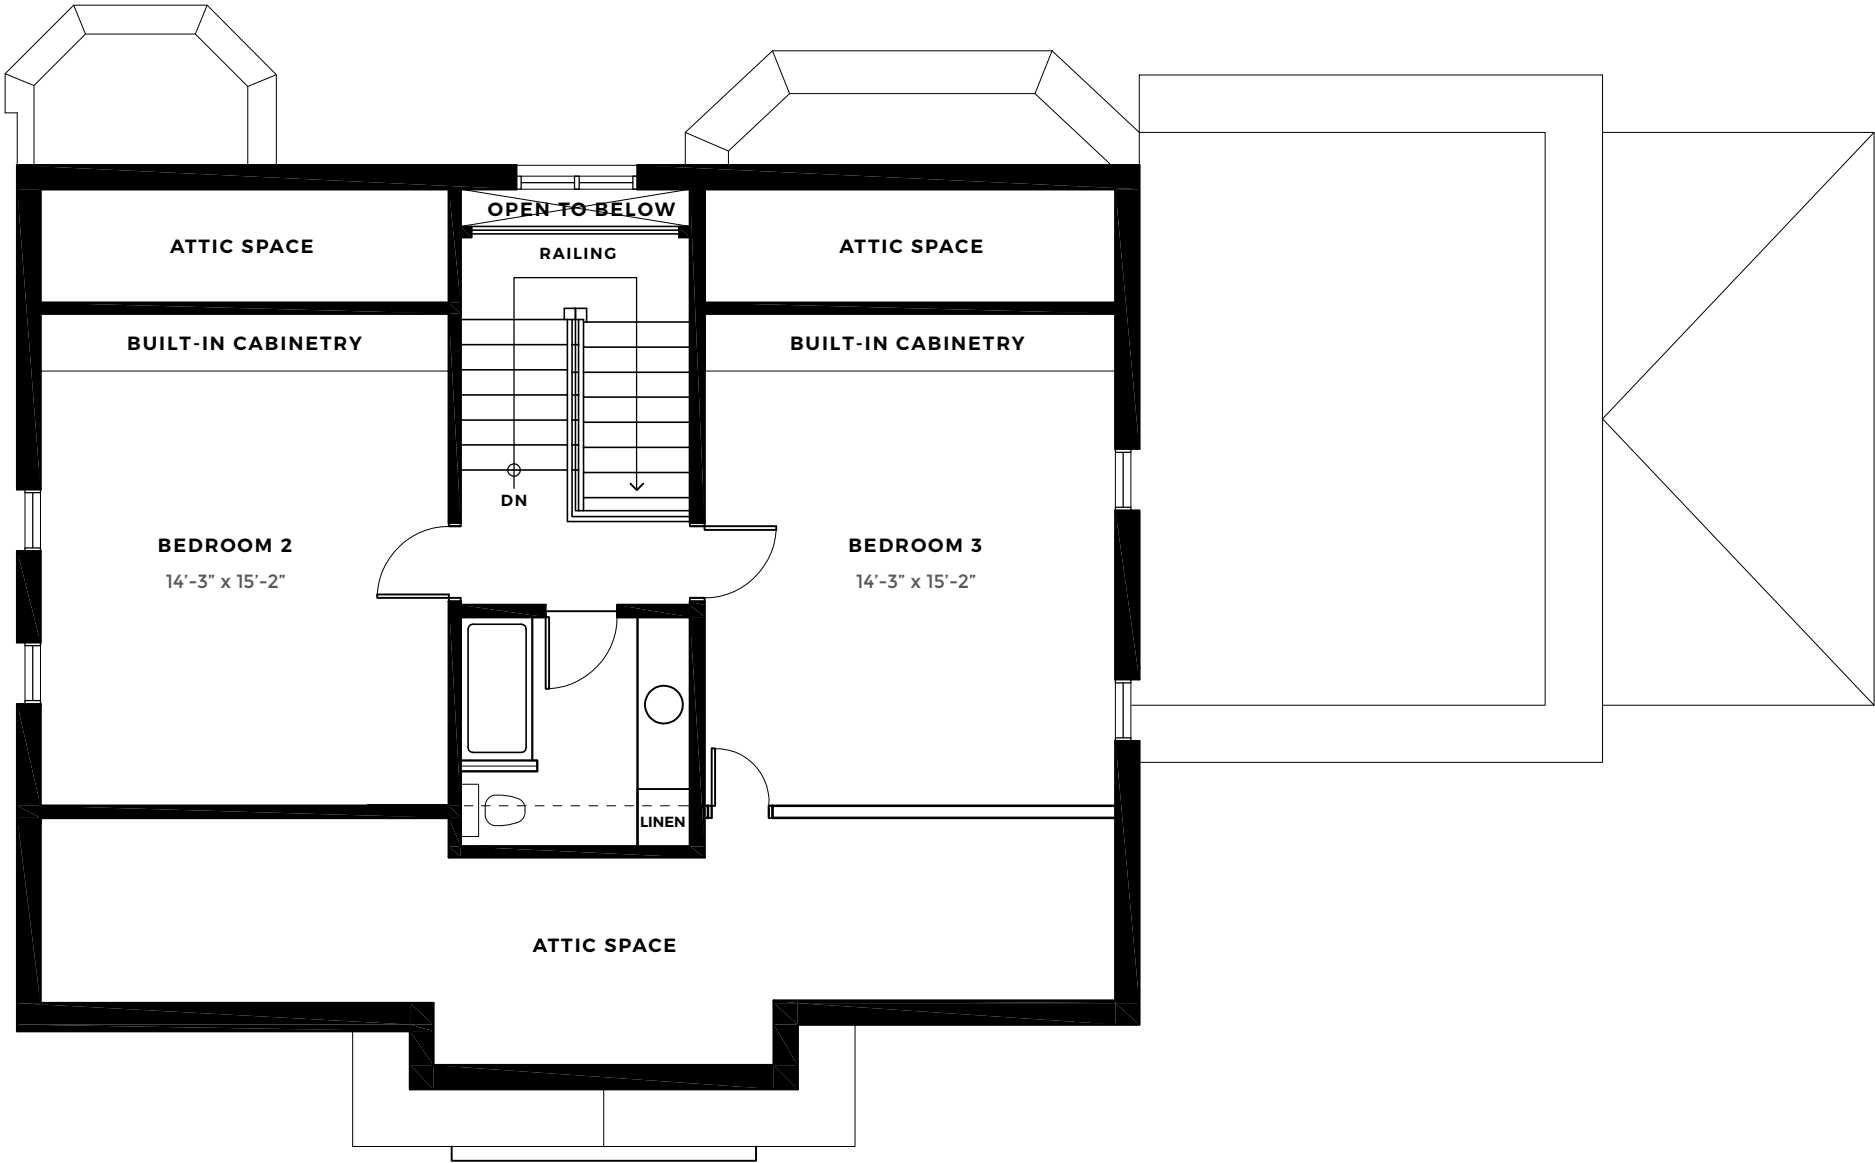 OPEN TO BELOW
ATTIC SPACE
RAILING
ATTIC SPACE
BUILT-IN CABINETRY
BUILT-IN CABINETRY
DN
BEDROOM 2
14’-3” x 15’-2”
BEDROOM 3
14’-3” x 15’-2”
LINEN
ATTIC SPACE